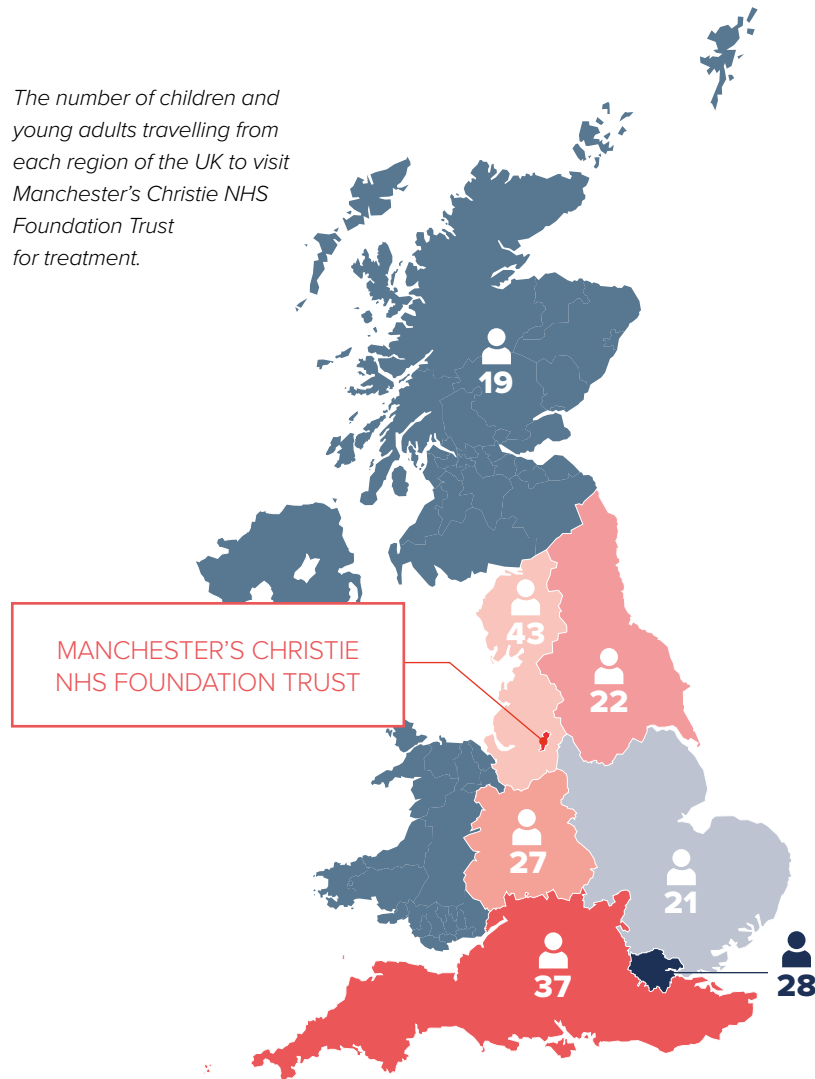 The number of children and
young adults travelling from
each region of the UK to visit
Manchester’s Christie NHS
Foundation Trust
for treatment.
19
43
MANCHESTER’S CHRISTIE
NHS FOUNDATION TRUST
22
27
21
37
28